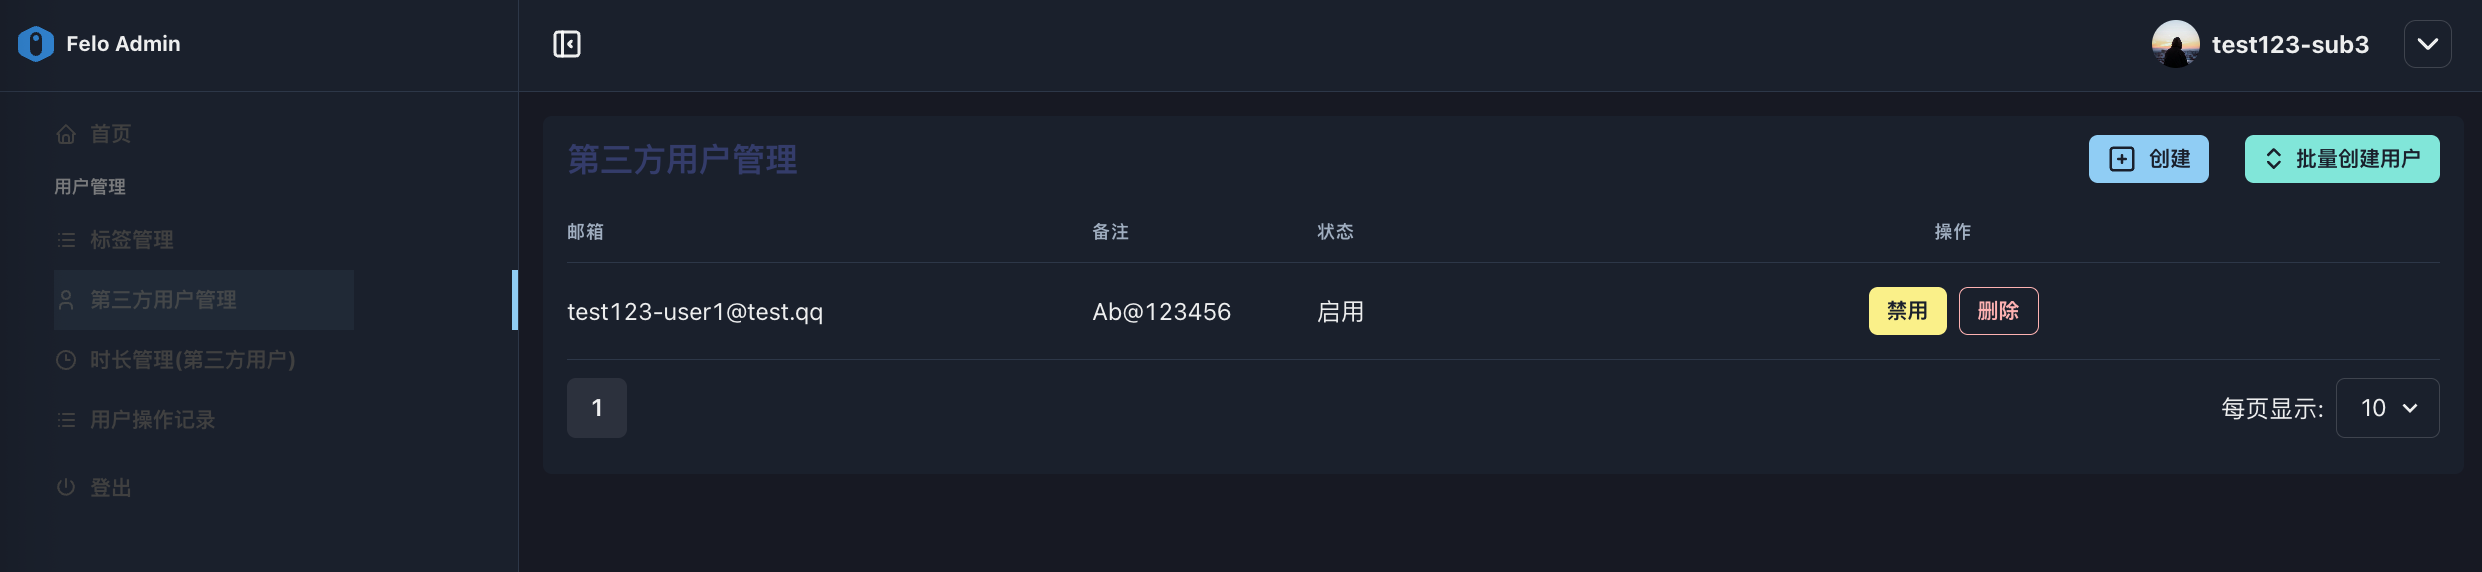 Felo Admin
test123-sub3
首页
用户管理
标签管理
第三方用户管理
时长管理(第三方用户)
用户操作记录
登出
第三方用户管理
创建
批量创建用户
邮箱 备注 状态 操作
test123-user1@test.qq Ab@123456 启用 禁用 删除
1
每页显示: 10